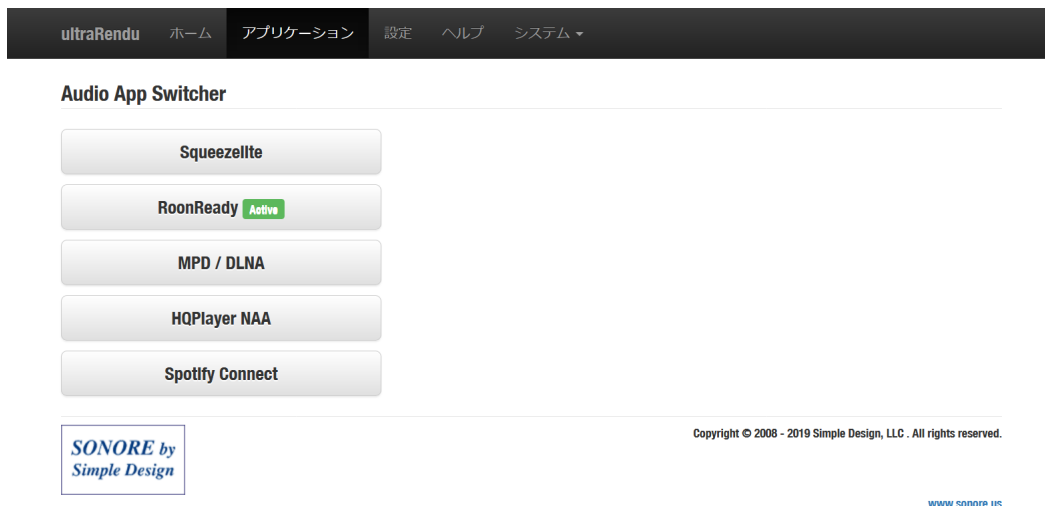 ultraRendu ホーム アプリケーション 設定 ヘルプ システム
Audio App Switcher
Squeezelite
RoonReady Active
MPD / DLNA
HQPlayer NAA
Spotify Connect
SONORE by
Simple Design
Copyright © 2008 - 2019 Simple Design, LLC . All rights reserved.
www.sonore.us